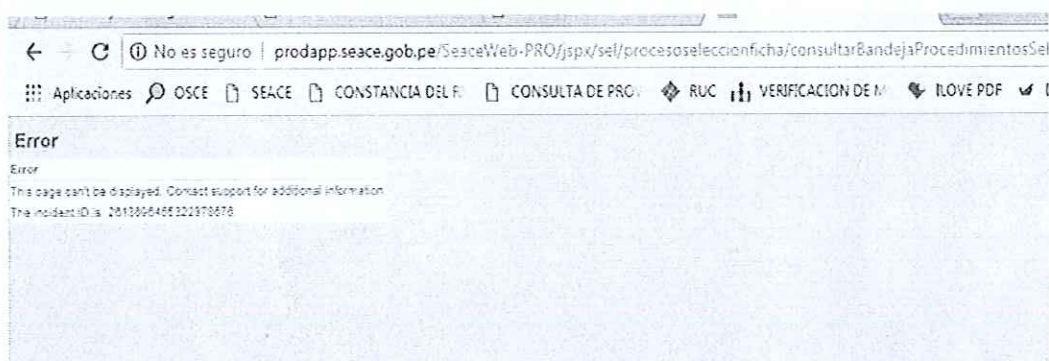 No es seguro | prodapp.seace.gob.pe/SeaceWeb-PRO/jspx/sel/procesoseleccionficha/consultarBandejaProcedimientosSel
Aplicaciones OSCE SEACE CONSTANCIA DEL R CONSULTA DE PROV RUC VERIFICACION DE M ILOVE PDF
Error
Error
This page can't be displayed. Contact support for additional information.
The incident ID is: